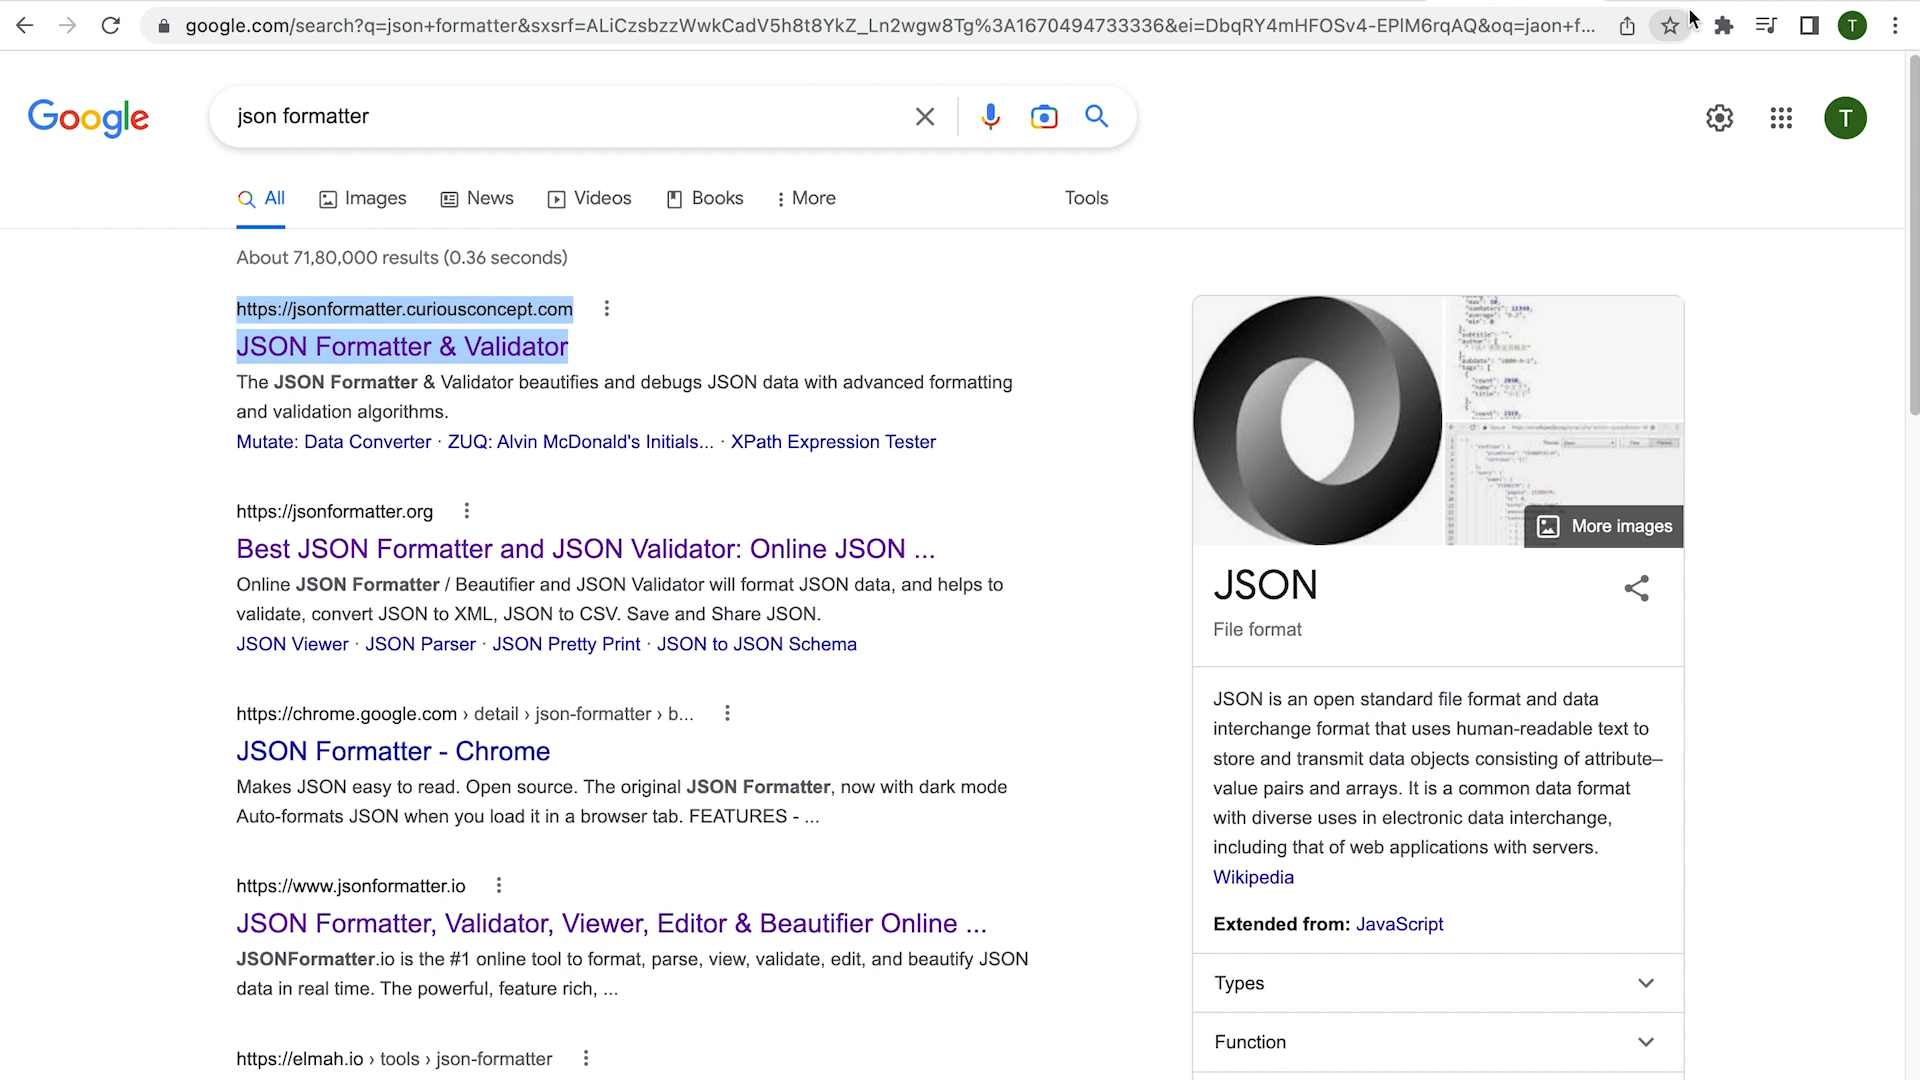 google.com/search?q=json+formatter&sxsrf=ALiCzsbzzWwkCadV5h8t8YkZ_Ln2wgw8Tg%3A1670494733336&ei=DbqRY4mHFOSv4-EPlM6rqAQ&oq=jaon+f...
T
Google
json formatter
T
All
Images
News
Videos
Books
More
Tools
About 71,80,000 results (0.36 seconds)
https://jsonformatter.curiousconcept.com
JSON Formatter & Validator
The JSON Formatter & Validator beautifies and debugs JSON data with advanced formatting
and validation algorithms.
Mutate: Data Converter · ZUQ: Alvin McDonald's Initials... · XPath Expression Tester
https://jsonformatter.org
Best JSON Formatter and JSON Validator: Online JSON ...
Online JSON Formatter / Beautifier and JSON Validator will format JSON data, and helps to
validate, convert JSON to XML, JSON to CSV. Save and Share JSON.
JSON Viewer · JSON Parser · JSON Pretty Print · JSON to JSON Schema
https://chrome.google.com › detail › json-formatter › b...
JSON Formatter - Chrome
Makes JSON easy to read. Open source. The original JSON Formatter, now with dark mode
Auto-formats JSON when you load it in a browser tab. FEATURES - ...
https://www.jsonformatter.io
JSON Formatter, Validator, Viewer, Editor & Beautifier Online ...
JSONFormatter.io is the #1 online tool to format, parse, view, validate, edit, and beautify JSON
data in real time. The powerful, feature rich, ...
https://elmah.io › tools › json-formatter
More images
JSON
File format
JSON is an open standard file format and data
interchange format that uses human-readable text to
store and transmit data objects consisting of attribute–
value pairs and arrays. It is a common data format
with diverse uses in electronic data interchange,
including that of web applications with servers.
Wikipedia
Extended from: JavaScript
Types
Function